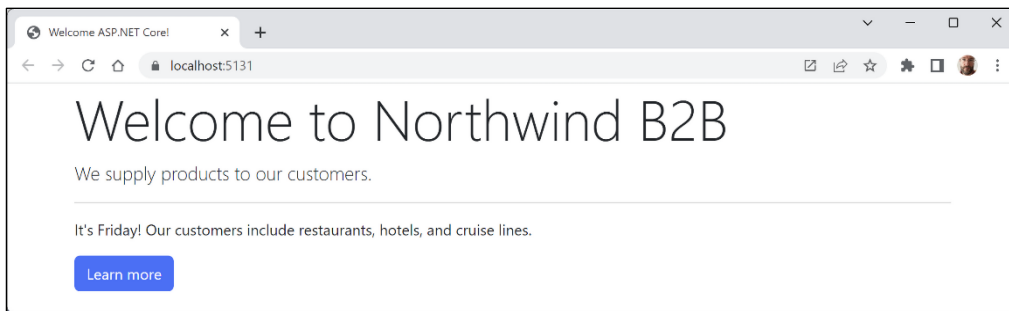 Welcome ASP.NET Core!
localhost:5131
Welcome to Northwind B2B
We supply products to our customers.
It's Friday! Our customers include restaurants, hotels, and cruise lines.
Learn more